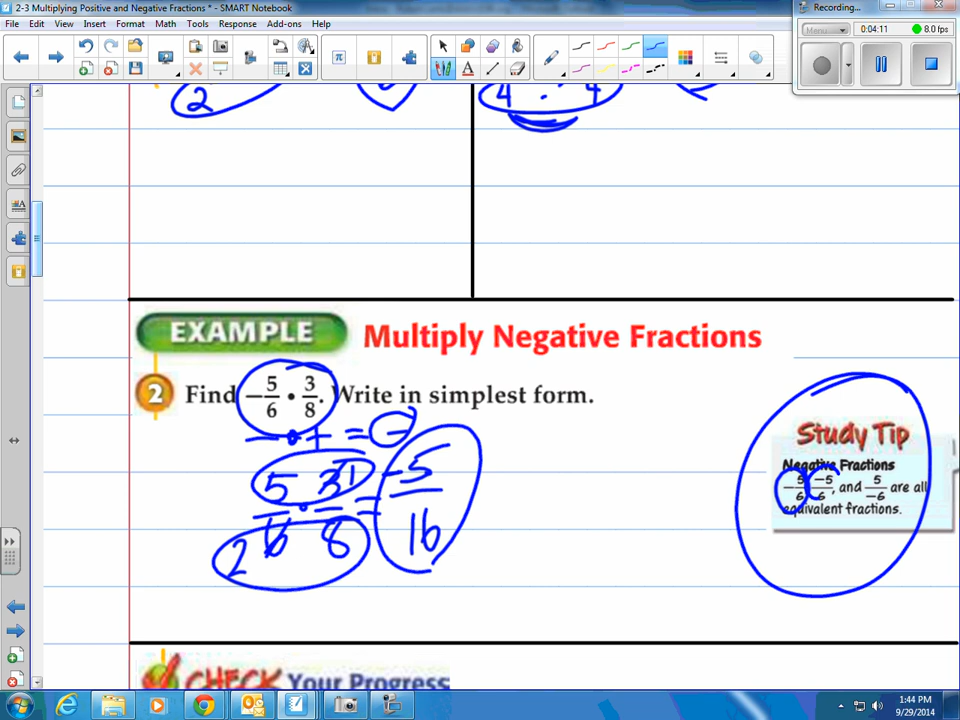 2-3 Multiplying Positive and Negative Fractions * - SMART Notebook
File Edit View Insert Format Math Tools Response Add-ons Help
Recording...
Menu 0:04:11 8.0 fps
2
4 · 4
EXAMPLE Multiply Negative Fractions
2 Find -5/6 • 3/8. Write in simplest form.
- • + = -
5/6 · 3/8 = -5/16
1
2
Study Tip
Negative Fractions
-5/6, -5/6, and 5/-6 are all
equivalent fractions.
CHECK Your Progress
1:44 PM
9/29/2014